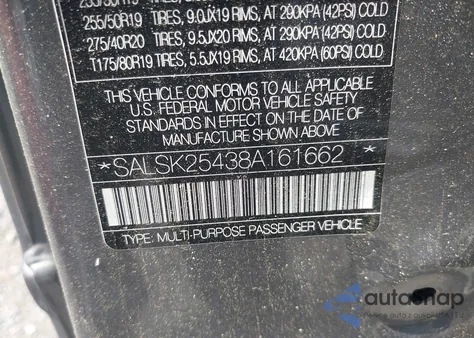 255/50R19 TIRES, 9.0JX19 RIMS, AT 290KPA (42PSI) COLD
275/40R20 TIRES, 9.5JX20 RIMS, AT 290KPA (42PSI) COLD
T175/80R19 TIRES, 5.5JX19 RIMS, AT 420KPA (60PSI) COLD
THIS VEHICLE CONFORMS TO ALL APPLICABLE
U.S. FEDERAL MOTOR VEHICLE SAFETY
STANDARDS IN EFFECT ON THE DATE OF
MANUFACTURE SHOWN ABOVE
*SALSK25438A161662*
TYPE: MULTI-PURPOSE PASSENGER VEHICLE
autosnap